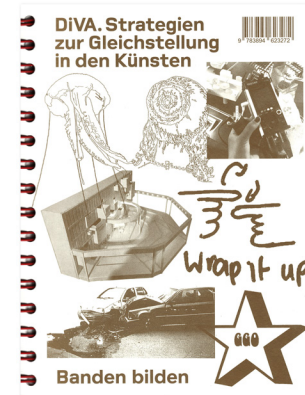 DiVA. Strategien
zur Gleichstellung
in den Künsten
9 783894 623272
wrap it up
Banden bilden